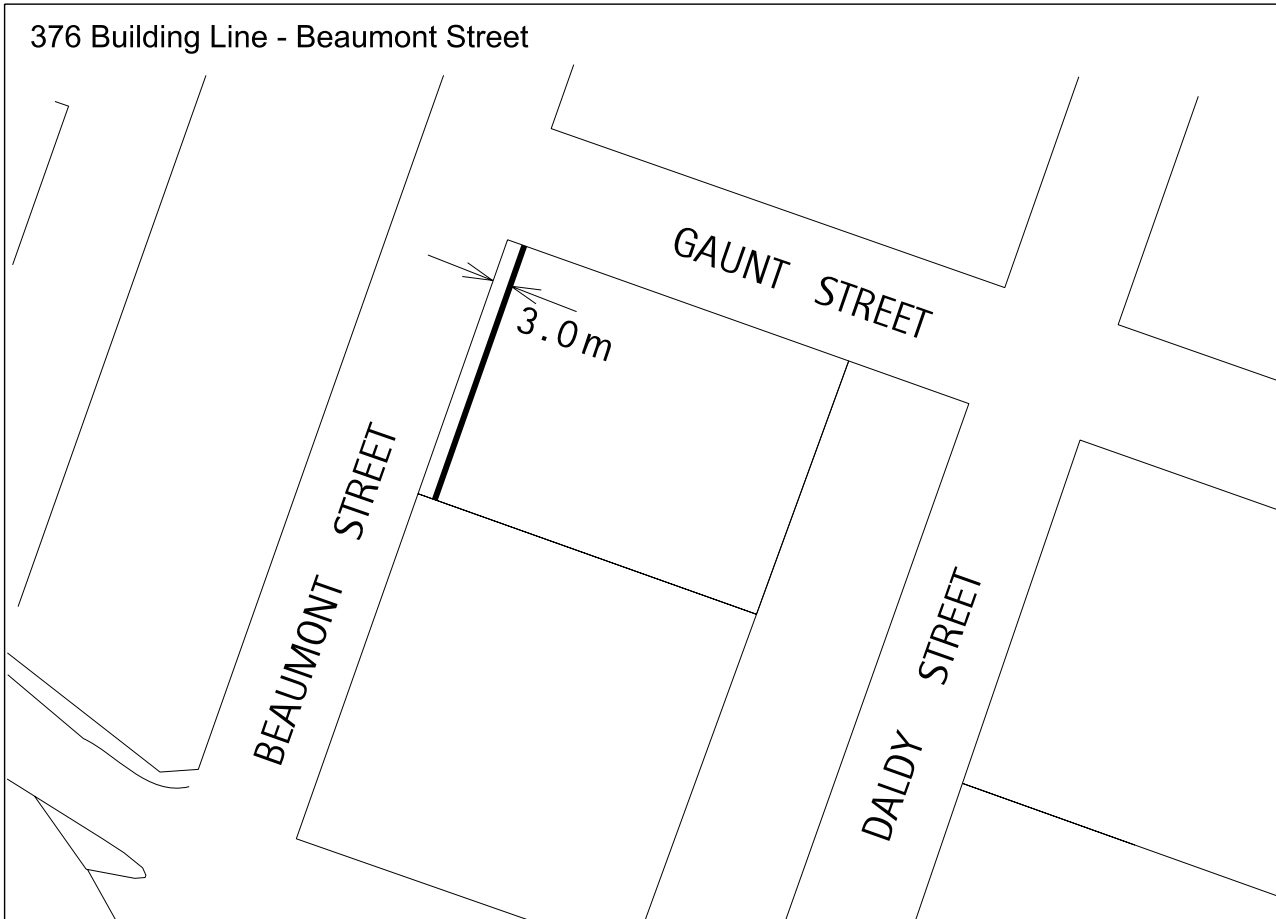 376 Building Line - Beaumont Street
GAUNT STREET
3.0m
BEAUMONT STREET
DALDY STREET